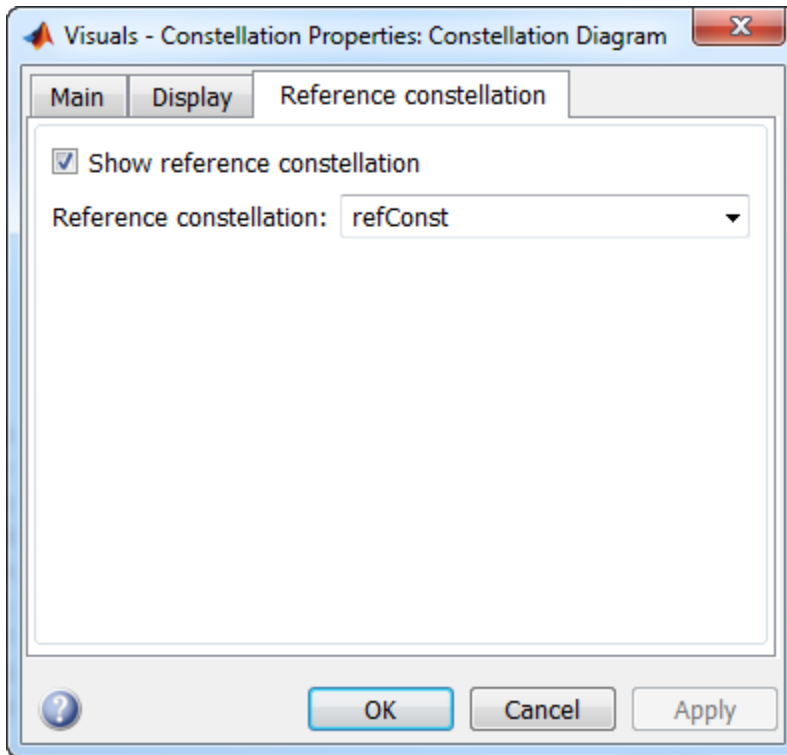 Visuals - Constellation Properties: Constellation Diagram
Main Display Reference constellation
Show reference constellation
Reference constellation: refConst
OK Cancel Apply